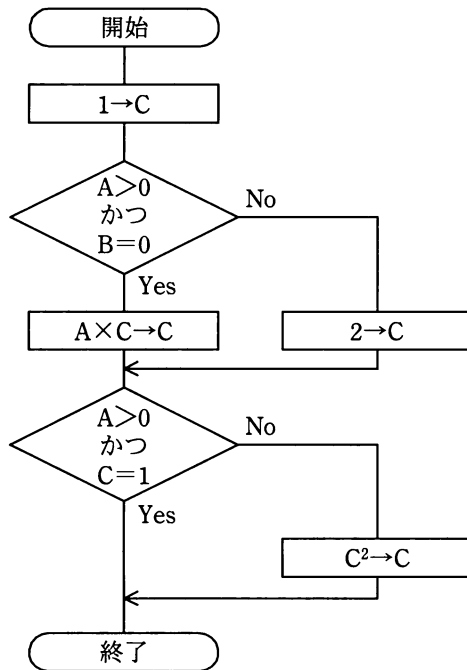 開始
1→C
A>0
かつ
B=0
No
Yes
A×C→C
2→C
A>0
かつ
C=1
No
Yes
C²→C
終了